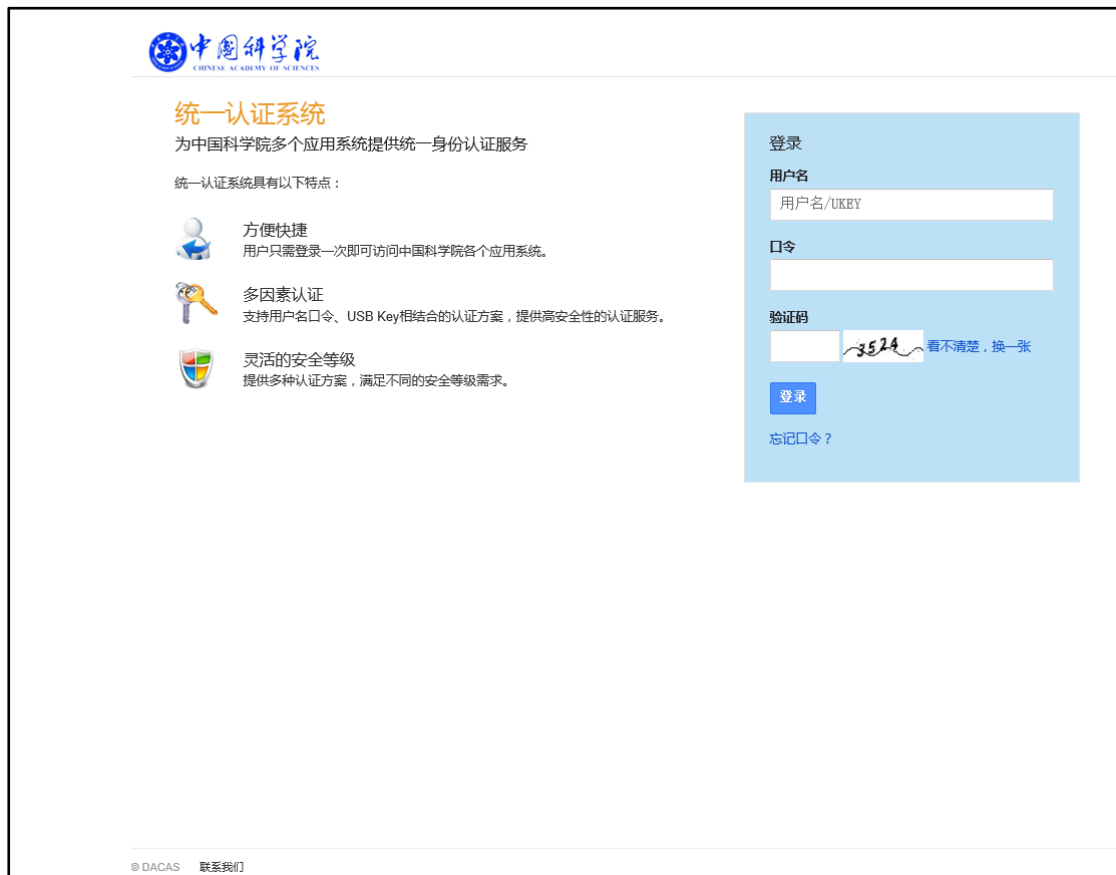 中国科学院
CHINESE ACADEMY OF SCIENCES
统一认证系统
为中国科学院多个应用系统提供统一身份认证服务
统一认证系统具有以下特点：
方便快捷
用户只需登录一次即可访问中国科学院各个应用系统。
多因素认证
支持用户名口令、USB Key相结合的认证方案，提供高安全性的认证服务。
灵活的安全等级
提供多种认证方案，满足不同的安全等级需求。
登录
用户名
用户名/UKEY
口令
验证码
3524 看不清楚，换一张
登录
忘记口令？
© DACAS 联系我们